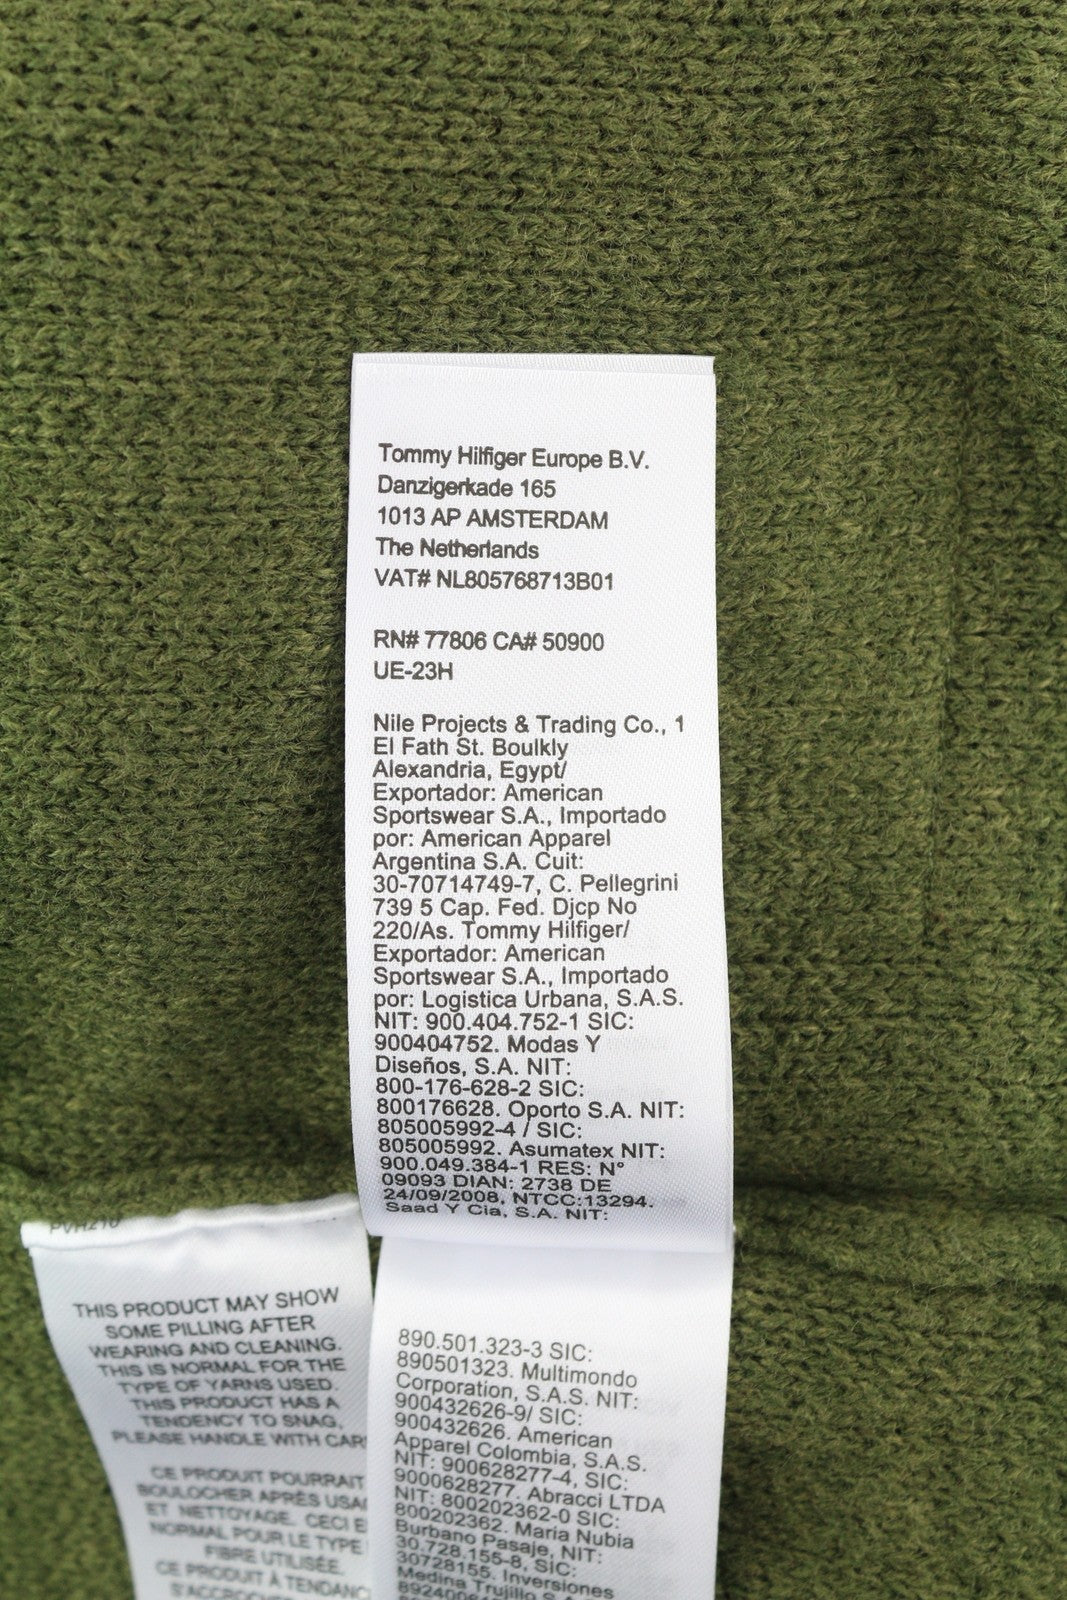 Tommy Hilfiger Europe B.V.
Danzigerkade 165
1013 AP AMSTERDAM
The Netherlands
VAT# NL805768713B01
RN# 77806 CA# 50900
UE-23H
Nile Projects & Trading Co., 1
El Fath St. Boulkly
Alexandria, Egypt/
Exportador: American
Sportswear S.A., Importado
por: American Apparel
Argentina S.A. Cuit:
30-70714749-7, C. Pellegrini
739 5 Cap. Fed. Djcp No
220/As. Tommy Hilfiger/
Exportador: American
Sportswear S.A., Importado
por: Logistica Urbana, S.A.S.
NIT: 900.404.752-1 SIC:
900404752. Modas Y
Diseños, S.A. NIT:
800-176-628-2 SIC:
800176628. Oporto S.A. NIT:
805005992-4 / SIC:
805005992. Asumatex NIT:
900.049.384-1 RES: N°
09093 DIAN: 2738 DE
24/09/2008, NTCC:13294.
Saad Y Cia, S.A. NIT:
890.501.323-3 SIC:
890501323. Multimondo
Corporation, S.A.S. NIT:
900432626-9/ SIC:
900432626. American
Apparel Colombia, S.A.S.
NIT: 900628277-4, SIC:
9000628277. Abracci LTDA
NIT: 800202362-0 SIC:
800202362. Maria Nubia
Burbano Pasaje, NIT:
30.728.155-8, SIC:
30728155. Inversiones
Medina Trujillo S.A.
THIS PRODUCT MAY SHOW
SOME PILLING AFTER
WEARING AND CLEANING.
THIS IS NORMAL FOR THE
TYPE OF YARNS USED.
THIS PRODUCT HAS A
TENDENCY TO SNAG,
PLEASE HANDLE WITH CAR
CE PRODUIT POURRAIT
BOULOCHER APRÈS USA
ET NETTOYAGE. CECI E
NORMAL POUR LE TYPE
FIBRE UTILISÉE.
CE PRODUIT À TENDANC
S'ACCROCHER